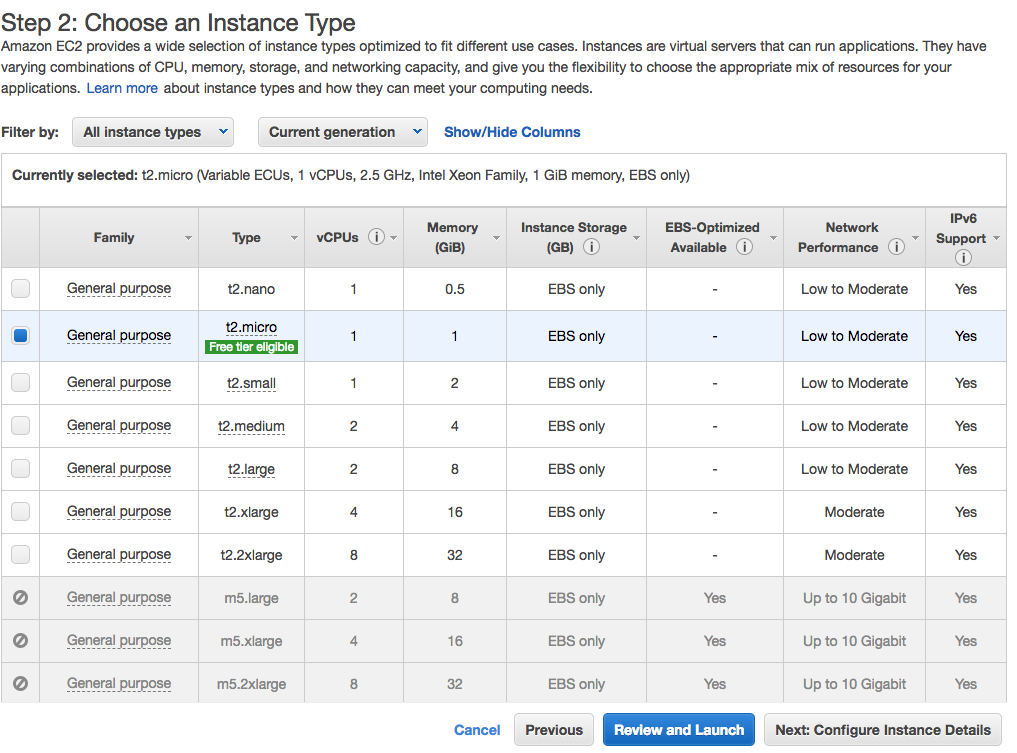 Step 2: Choose an Instance Type
Amazon EC2 provides a wide selection of instance types optimized to fit different use cases. Instances are virtual servers that can run applications. They have
varying combinations of CPU, memory, storage, and networking capacity, and give you the flexibility to choose the appropriate mix of resources for your
applications. Learn more about instance types and how they can meet your computing needs.
Filter by: All instance types Current generation Show/Hide Columns
Currently selected: t2.micro (Variable ECUs, 1 vCPUs, 2.5 GHz, Intel Xeon Family, 1 GiB memory, EBS only)
Family Type vCPUs i Memory (GiB) Instance Storage (GB) i EBS-Optimized Available i Network Performance i IPv6 Support i
General purpose t2.nano 1 0.5 EBS only - Low to Moderate Yes
General purpose t2.micro Free tier eligible 1 1 EBS only - Low to Moderate Yes
General purpose t2.small 1 2 EBS only - Low to Moderate Yes
General purpose t2.medium 2 4 EBS only - Low to Moderate Yes
General purpose t2.large 2 8 EBS only - Low to Moderate Yes
General purpose t2.xlarge 4 16 EBS only - Moderate Yes
General purpose t2.2xlarge 8 32 EBS only - Moderate Yes
General purpose m5.large 2 8 EBS only Yes Up to 10 Gigabit Yes
General purpose m5.xlarge 4 16 EBS only Yes Up to 10 Gigabit Yes
General purpose m5.2xlarge 8 32 EBS only Yes Up to 10 Gigabit Yes
Cancel Previous Review and Launch Next: Configure Instance Details